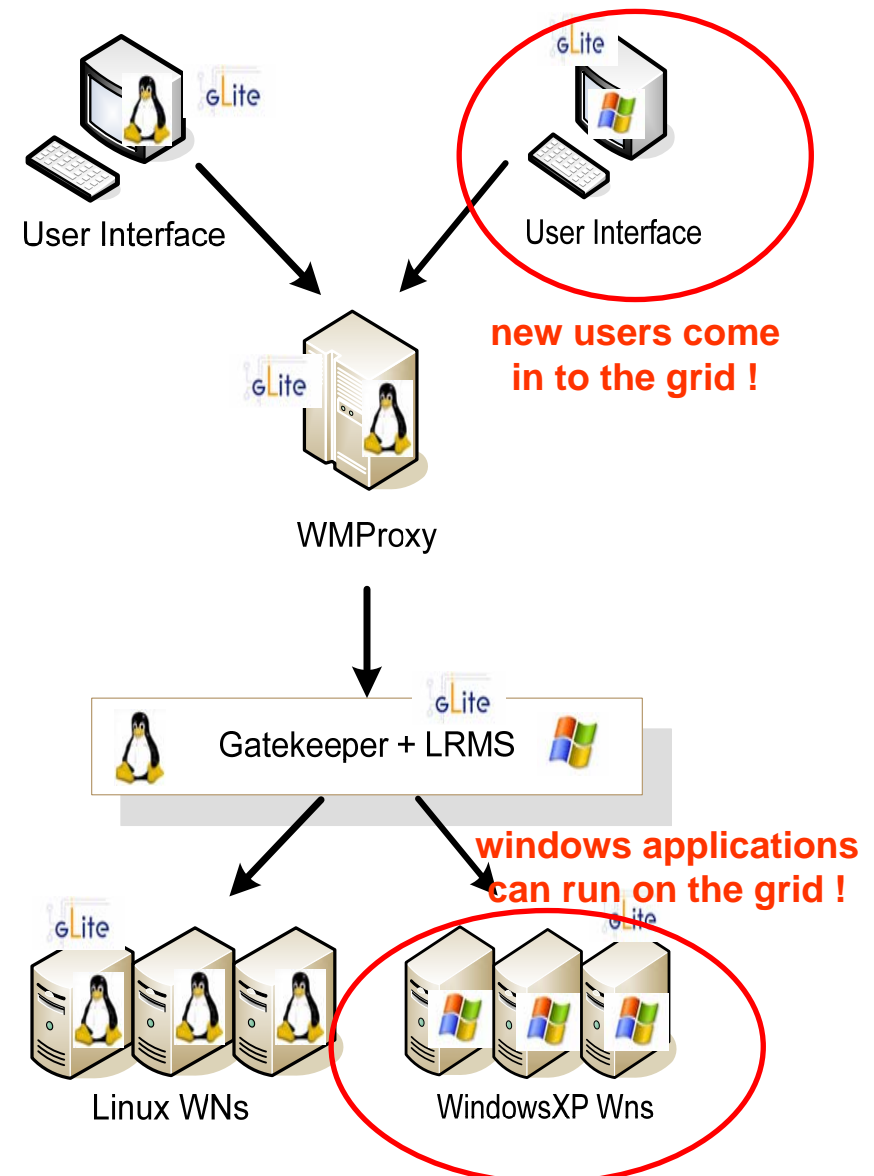 gLite
gLite
User Interface
User Interface
new users come
in to the grid !
gLite
WMProxy
gLite
Gatekeeper + LRMS
windows applications
can run on the grid !
gLite
gLite
Linux WNs
WindowsXP Wns